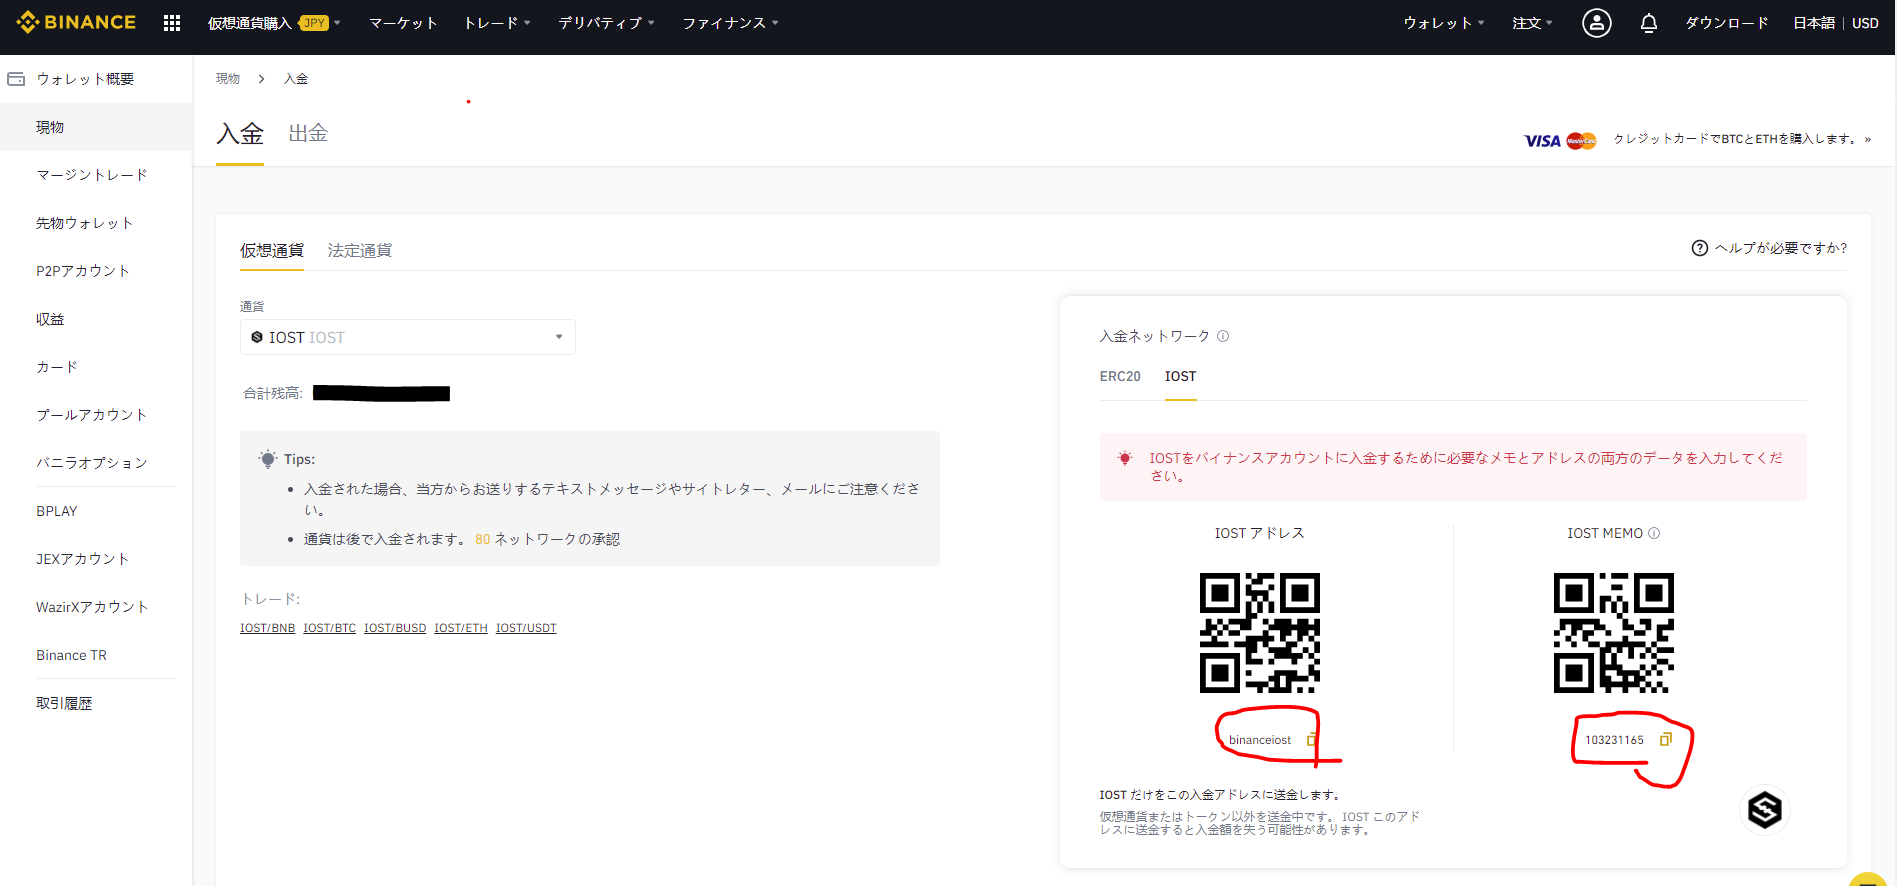 BINANCE
仮想通貨購入 JPY
マーケット
トレード
デリバティブ
ファイナンス
ウォレット
注文
ダウンロード
日本語 | USD
ウォレット概要
現物
マージントレード
先物ウォレット
P2Pアカウント
収益
カード
プールアカウント
バニラオプション
BPLAY
JEXアカウント
WazirXアカウント
Binance TR
取引履歴
現物 > 入金
入金 出金
VISA MasterCard クレジットカードでBTCとETHを購入します。 »
仮想通貨 法定通貨
ヘルプが必要ですか?
通貨
IOST IOST
合計残高:
Tips:
• 入金された場合、当方からお送りするテキストメッセージやサイトレター、メールにご注意くださ
い。
• 通貨は後で入金されます。 80 ネットワークの承認
トレード:
IOST/BNB IOST/BTC IOST/BUSD IOST/ETH IOST/USDT
入金ネットワーク
ERC20 IOST
IOSTをバイナンスアカウントに入金するために必要なメモとアドレスの両方のデータを入力してくだ
さい。
IOST アドレス
binanceiost
IOST MEMO
103231165
IOST だけをこの入金アドレスに送金します。
仮想通貨またはトークン以外を送金中です。 IOST このアド
レスに送金すると入金額を失う可能性があります。